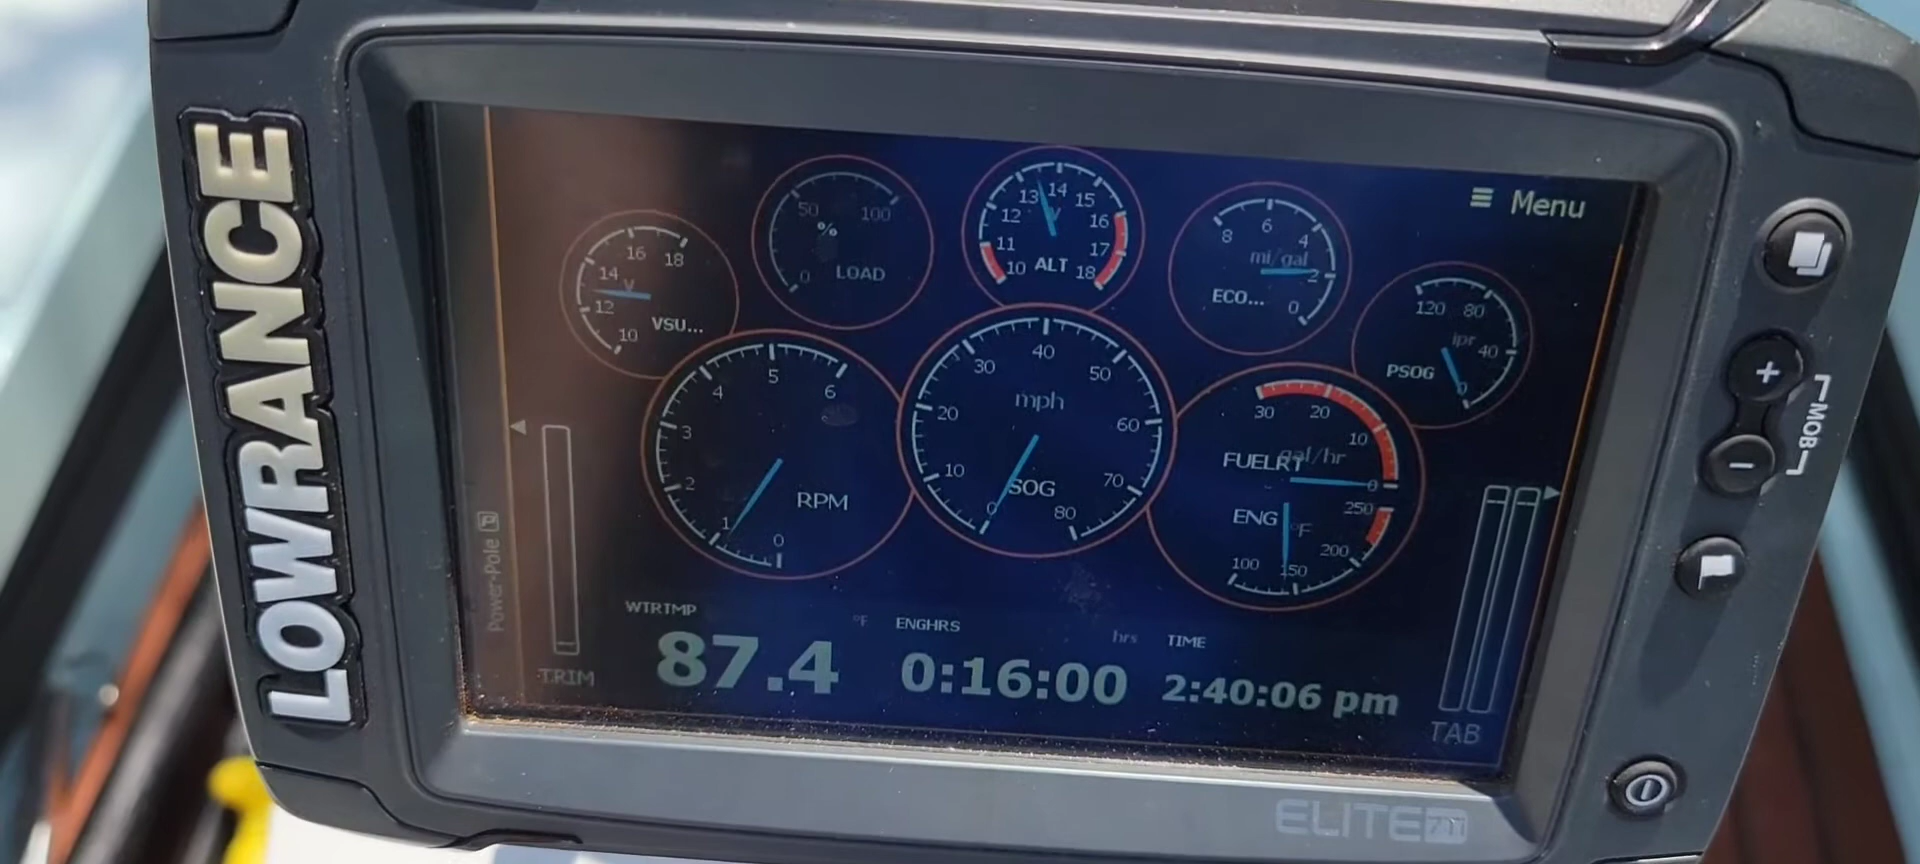 LOWRANCE
Menu
10
12
14
16
18
V
VSU...
0
50
100
%
LOAD
10
11
12
13
14
15
16
17
18
V
ALT
8
6
4
2
0
mi/gal
ECO...
120
80
40
0
ipr
PSOG
0
1
2
3
4
5
6
RPM
0
10
20
30
40
50
60
70
80
mph
SOG
30
20
10
0
gal/hr
FUELRT
ENG
°F
100
150
200
250
Power-Pole P
TRIM
TAB
WTRTMP °F
87.4
ENGHRS hrs
0:16:00
TIME
2:40:06 pm
+
MOB
−
ELITE 7TI